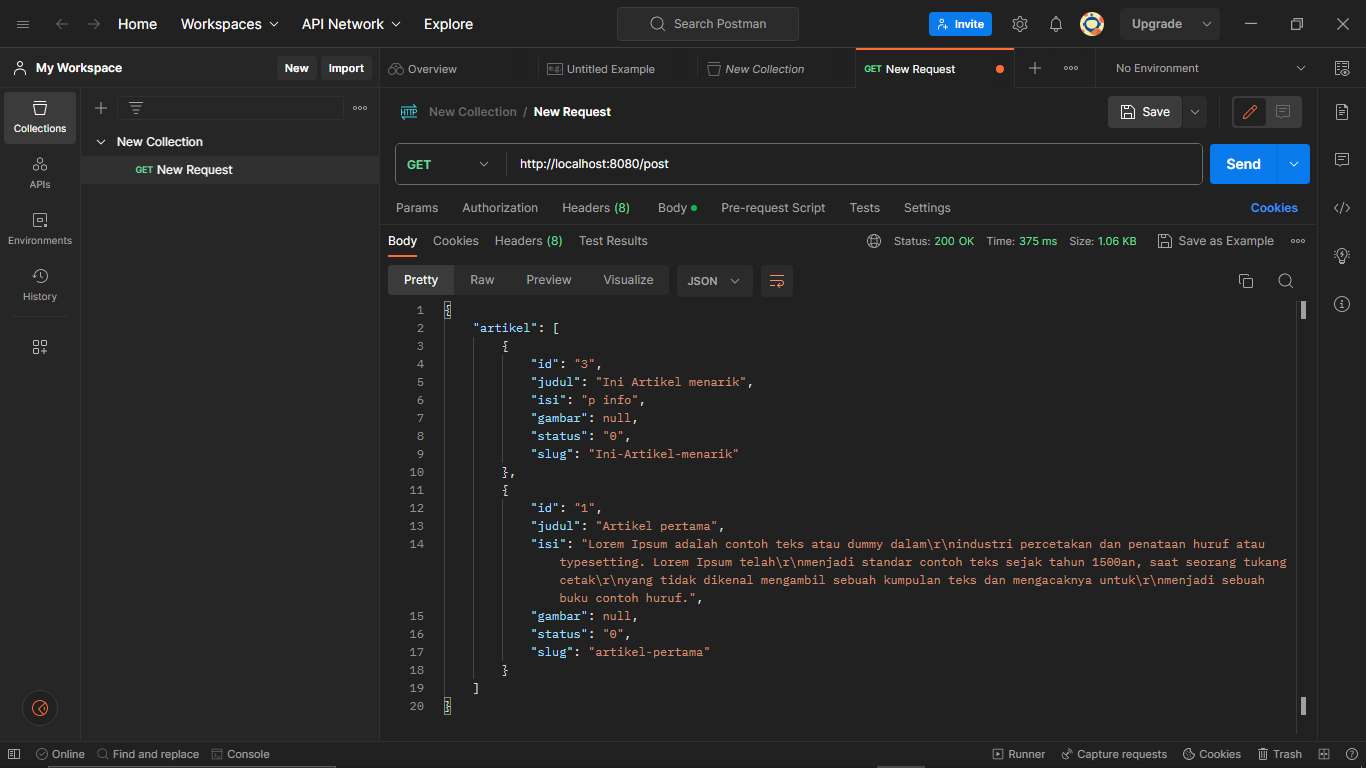 Home Workspaces API Network Explore Search Postman Invite Upgrade
My Workspace New Import Overview Untitled Example New Collection GET New Request No Environment
Collections
APIs
Environments
History
New Collection
GET New Request
HTTP New Collection / New Request Save
GET http://localhost:8080/post Send
Params Authorization Headers (8) Body Pre-request Script Tests Settings Cookies
Body Cookies Headers (8) Test Results Status: 200 OK Time: 375 ms Size: 1.06 KB Save as Example
Pretty Raw Preview Visualize JSON
1 {
2 "artikel": [
3 {
4 "id": "3",
5 "judul": "Ini Artikel menarik",
6 "isi": "p info",
7 "gambar": null,
8 "status": "0",
9 "slug": "Ini-Artikel-menarik"
10 },
11 {
12 "id": "1",
13 "judul": "Artikel pertama",
14 "isi": "Lorem Ipsum adalah contoh teks atau dummy dalam\r\nindustri percetakan dan penataan huruf atau
typesetting. Lorem Ipsum telah\r\nmenjadi standar contoh teks sejak tahun 1500an, saat seorang tukang
cetak\r\nyang tidak dikenal mengambil sebuah kumpulan teks dan mengacaknya untuk\r\nmenjadi sebuah
buku contoh huruf.",
15 "gambar": null,
16 "status": "0",
17 "slug": "artikel-pertama"
18 }
19 ]
20 }
Online Find and replace Console Runner Capture requests Cookies Trash